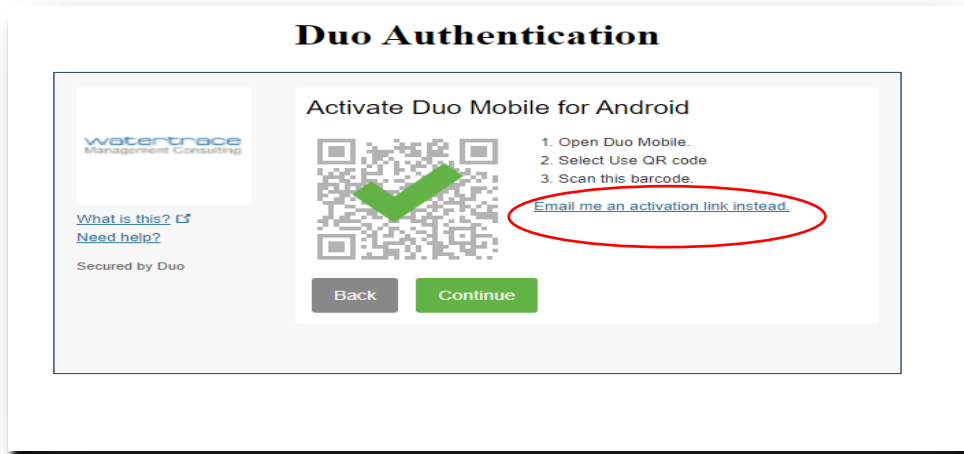 Duo Authentication
watertrace
Management Consulting
What is this?
Need help?
Secured by Duo
Activate Duo Mobile for Android
1. Open Duo Mobile.
2. Select Use QR code
3. Scan this barcode.
Email me an activation link instead.
Back
Continue